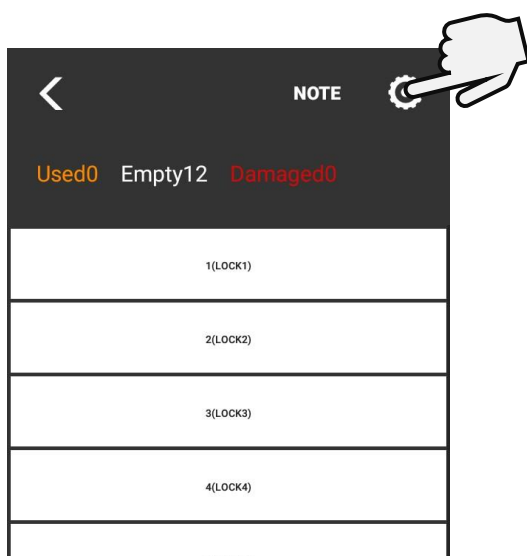 NOTE
Used0 Empty12 Damaged0
1(LOCK1)
2(LOCK2)
3(LOCK3)
4(LOCK4)